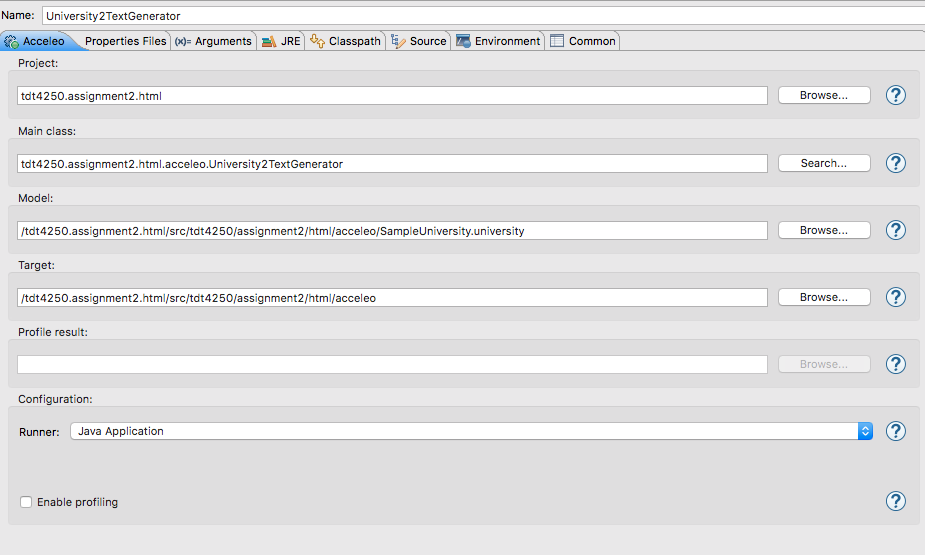 Name: University2TextGenerator
Acceleo Properties Files (x)= Arguments JRE Classpath Source Environment Common
Project:
tdt4250.assignment2.html Browse... ?
Main class:
tdt4250.assignment2.html.acceleo.University2TextGenerator Search... ?
Model:
/tdt4250.assignment2.html/src/tdt4250/assignment2/html/acceleo/SampleUniversity.university Browse... ?
Target:
/tdt4250.assignment2.html/src/tdt4250/assignment2/html/acceleo Browse... ?
Profile result:
Browse... ?
Configuration:
Runner: Java Application ?
Enable profiling ?